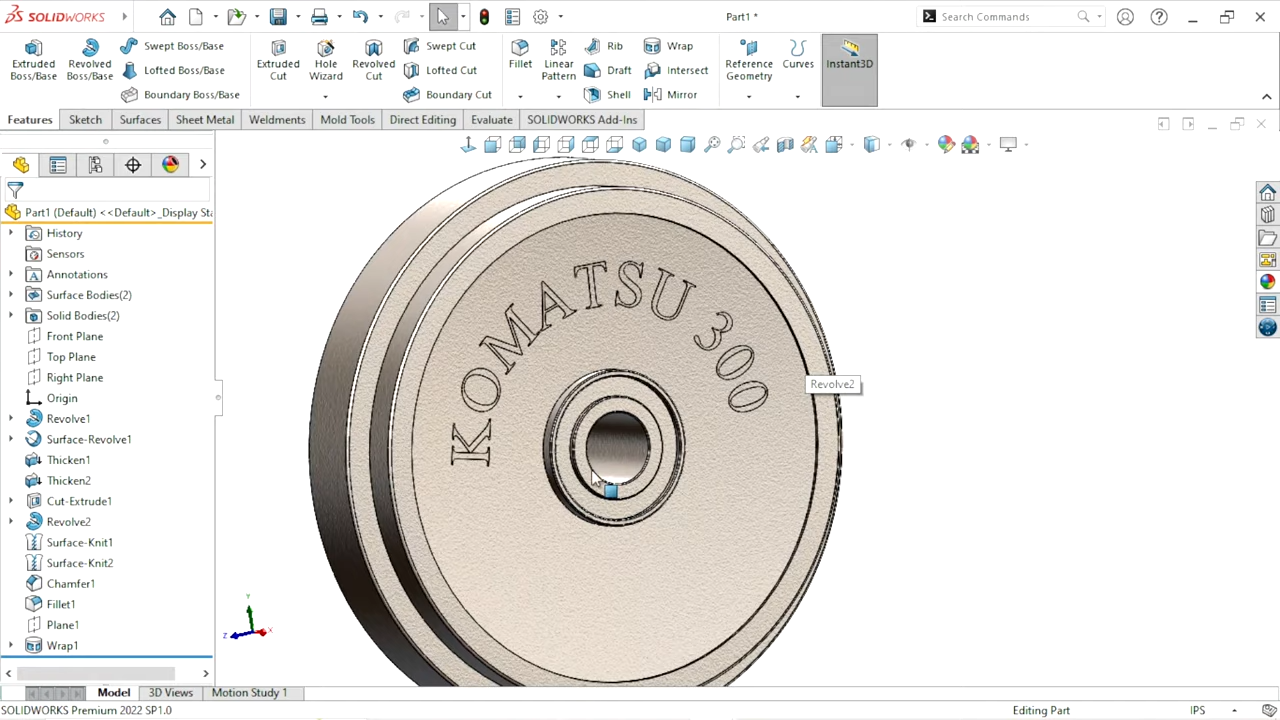 SOLIDWORKS
Part1 *
Search Commands
Extruded Boss/Base
Revolved Boss/Base
Swept Boss/Base
Lofted Boss/Base
Boundary Boss/Base
Extruded Cut
Hole Wizard
Revolved Cut
Swept Cut
Lofted Cut
Boundary Cut
Fillet
Linear Pattern
Rib
Draft
Shell
Wrap
Intersect
Mirror
Reference Geometry
Curves
Instant3D
Features
Sketch
Surfaces
Sheet Metal
Weldments
Mold Tools
Direct Editing
Evaluate
SOLIDWORKS Add-Ins
Part1 (Default) <<Default>_Display Sta
History
Sensors
Annotations
Surface Bodies(2)
Solid Bodies(2)
Front Plane
Top Plane
Right Plane
Origin
Revolve1
Surface-Revolve1
Thicken1
Thicken2
Cut-Extrude1
Revolve2
Surface-Knit1
Surface-Knit2
Chamfer1
Fillet1
Plane1
Wrap1
KOMATSU 300
Revolve2
Y
Z
X
Model
3D Views
Motion Study 1
SOLIDWORKS Premium 2022 SP1.0
Editing Part
IPS